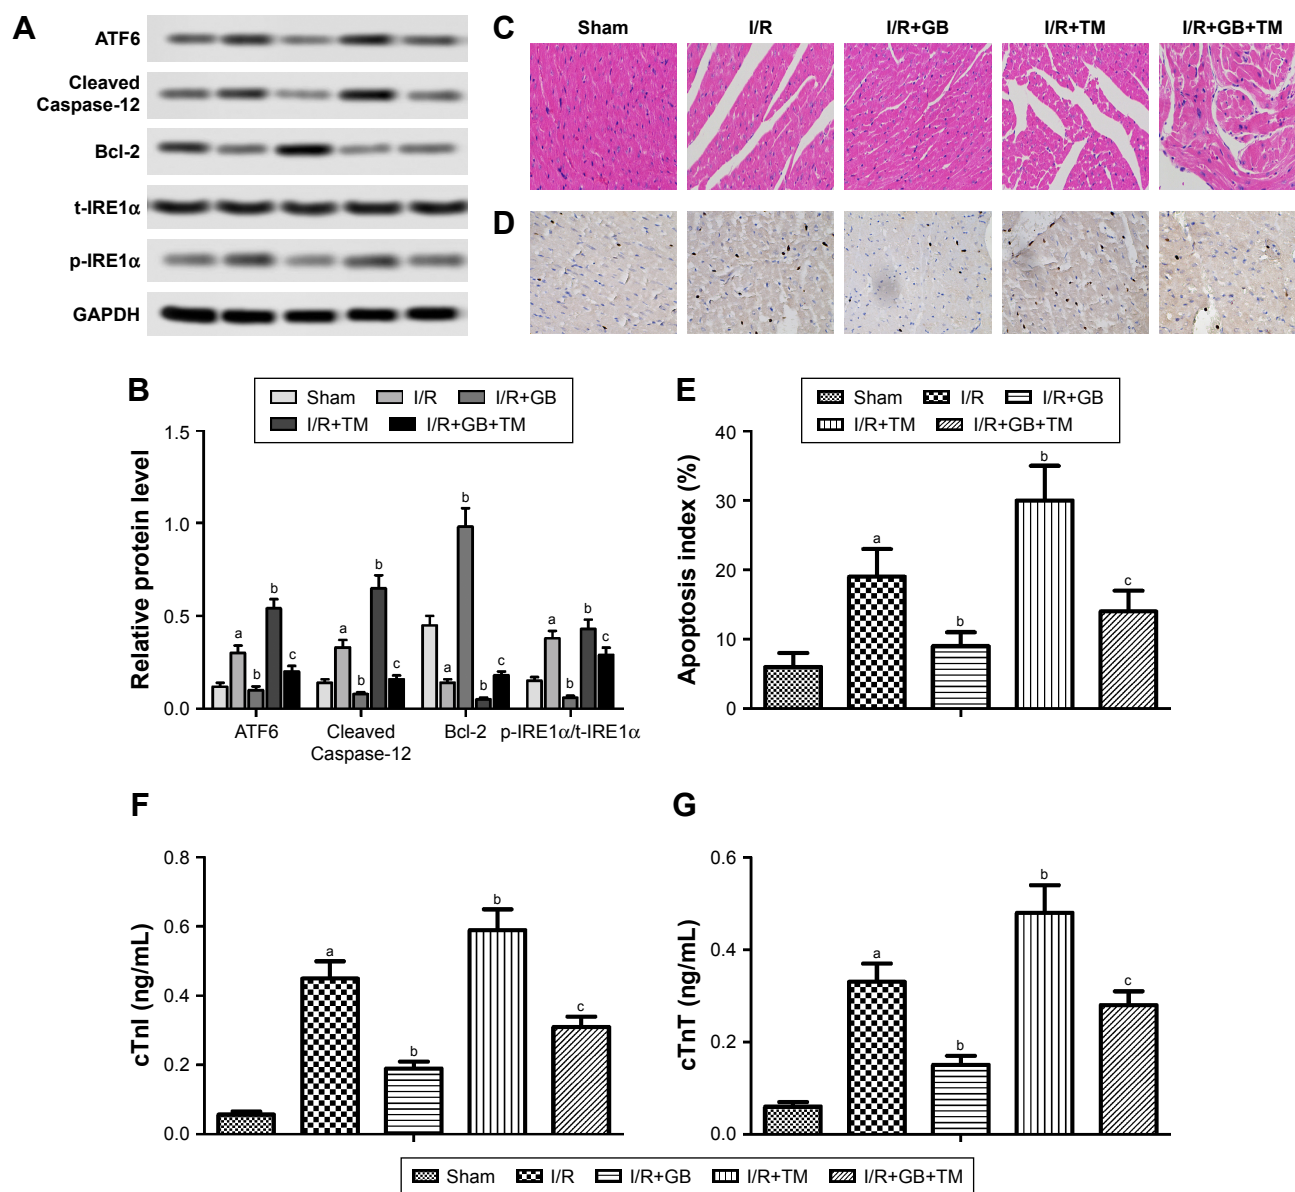 A
ATF6
Cleaved
Caspase-12
Bcl-2
t-IRE1α
p-IRE1α
GAPDH
C
Sham I/R I/R+GB I/R+TM I/R+GB+TM
D
B
Sham I/R I/R+GB
I/R+TM I/R+GB+TM
Relative protein level
1.5
1.0
0.5
0.0
a b b c
a b b c
a b b c
a b b c
ATF6 Cleaved Caspase-12 Bcl-2 p-IRE1α/t-IRE1α
E
Sham I/R I/R+GB
I/R+TM I/R+GB+TM
Apoptosis index (%)
40
30
20
10
0
a b b c
F
cTnI (ng/mL)
0.8
0.6
0.4
0.2
0.0
a b b c
G
cTnT (ng/mL)
0.6
0.4
0.2
0.0
a b b c
Sham I/R I/R+GB I/R+TM I/R+GB+TM